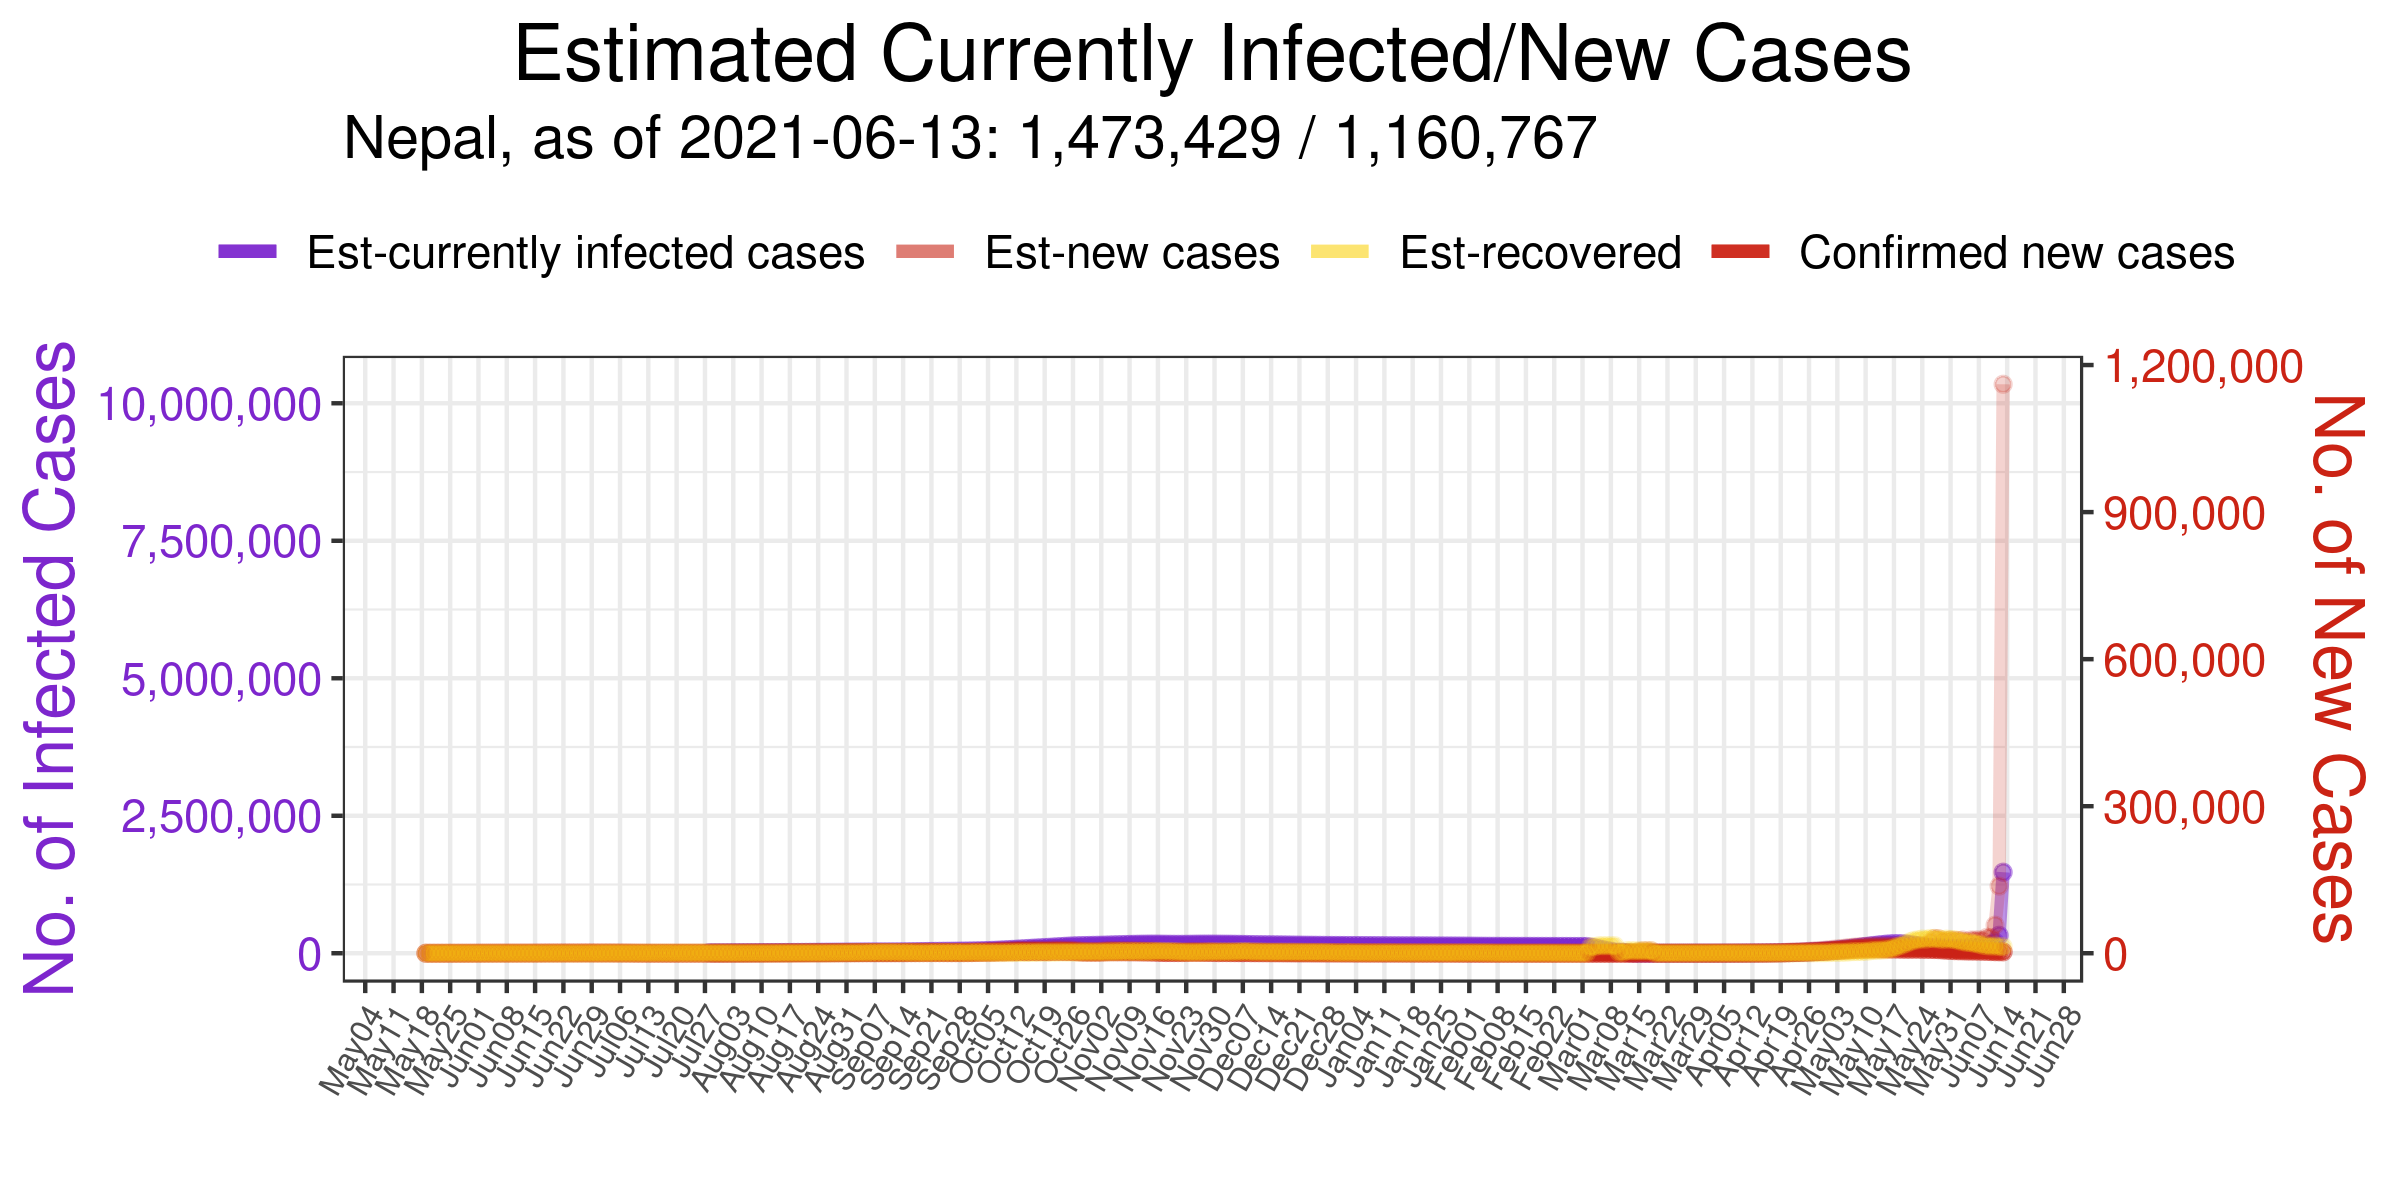 Estimated Currently Infected/New Cases
Nepal, as of 2021-06-13: 1,473,429 / 1,160,767
Est-currently infected cases Est-new cases Est-recovered Confirmed new cases
No. of Infected Cases
10,000,000
7,500,000
5,000,000
2,500,000
0
1,200,000
900,000
600,000
300,000
0
No. of New Cases
May04 May11 May18 May25 Jun01 Jun08 Jun15 Jun22 Jun29 Jul06 Jul13 Jul20 Jul27 Aug03 Aug10 Aug17 Aug24 Aug31 Sep07 Sep14 Sep21 Sep28 Oct05 Oct12 Oct19 Oct26 Nov02 Nov09 Nov16 Nov23 Nov30 Dec07 Dec14 Dec21 Dec28 Jan04 Jan11 Jan18 Jan25 Feb01 Feb08 Feb15 Feb22 Mar01 Mar08 Mar15 Mar22 Mar29 Apr05 Apr12 Apr19 Apr26 May03 May10 May17 May24 May31 Jun07 Jun14 Jun21 Jun28